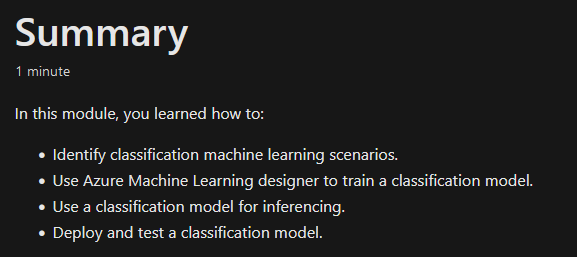 Summary
1 minute
In this module, you learned how to:
• Identify classification machine learning scenarios.
• Use Azure Machine Learning designer to train a classification model.
• Use a classification model for inferencing.
• Deploy and test a classification model.